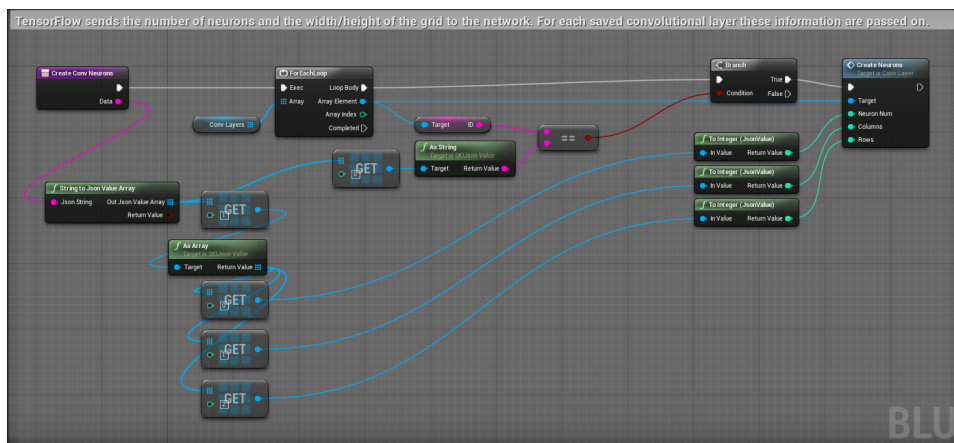 TensorFlow sends the number of neurons and the width/height of the grid to the network. For each saved convolutional layer these information are passed on.
Create Conv Neurons
Data
ForEachLoop
Exec Loop Body
Array Array Element
Array Index
Completed
Conv Layers
Target ID
==
Branch
True
Condition False
Create Neurons
Target is Conv Layer
Target
Neuron Num
Columns
Rows
f As String
Target is SIOJson Value
Target Return Value
GET
0
f String to Json Value Array
Json String Out Json Value Array
Return Value
GET
1
f As Array
Target is SIOJson Value
Target Return Value
GET
0
GET
1
GET
2
f To Integer (JsonValue)
In Value Return Value
f To Integer (JsonValue)
In Value Return Value
f To Integer (JsonValue)
In Value Return Value
BLU